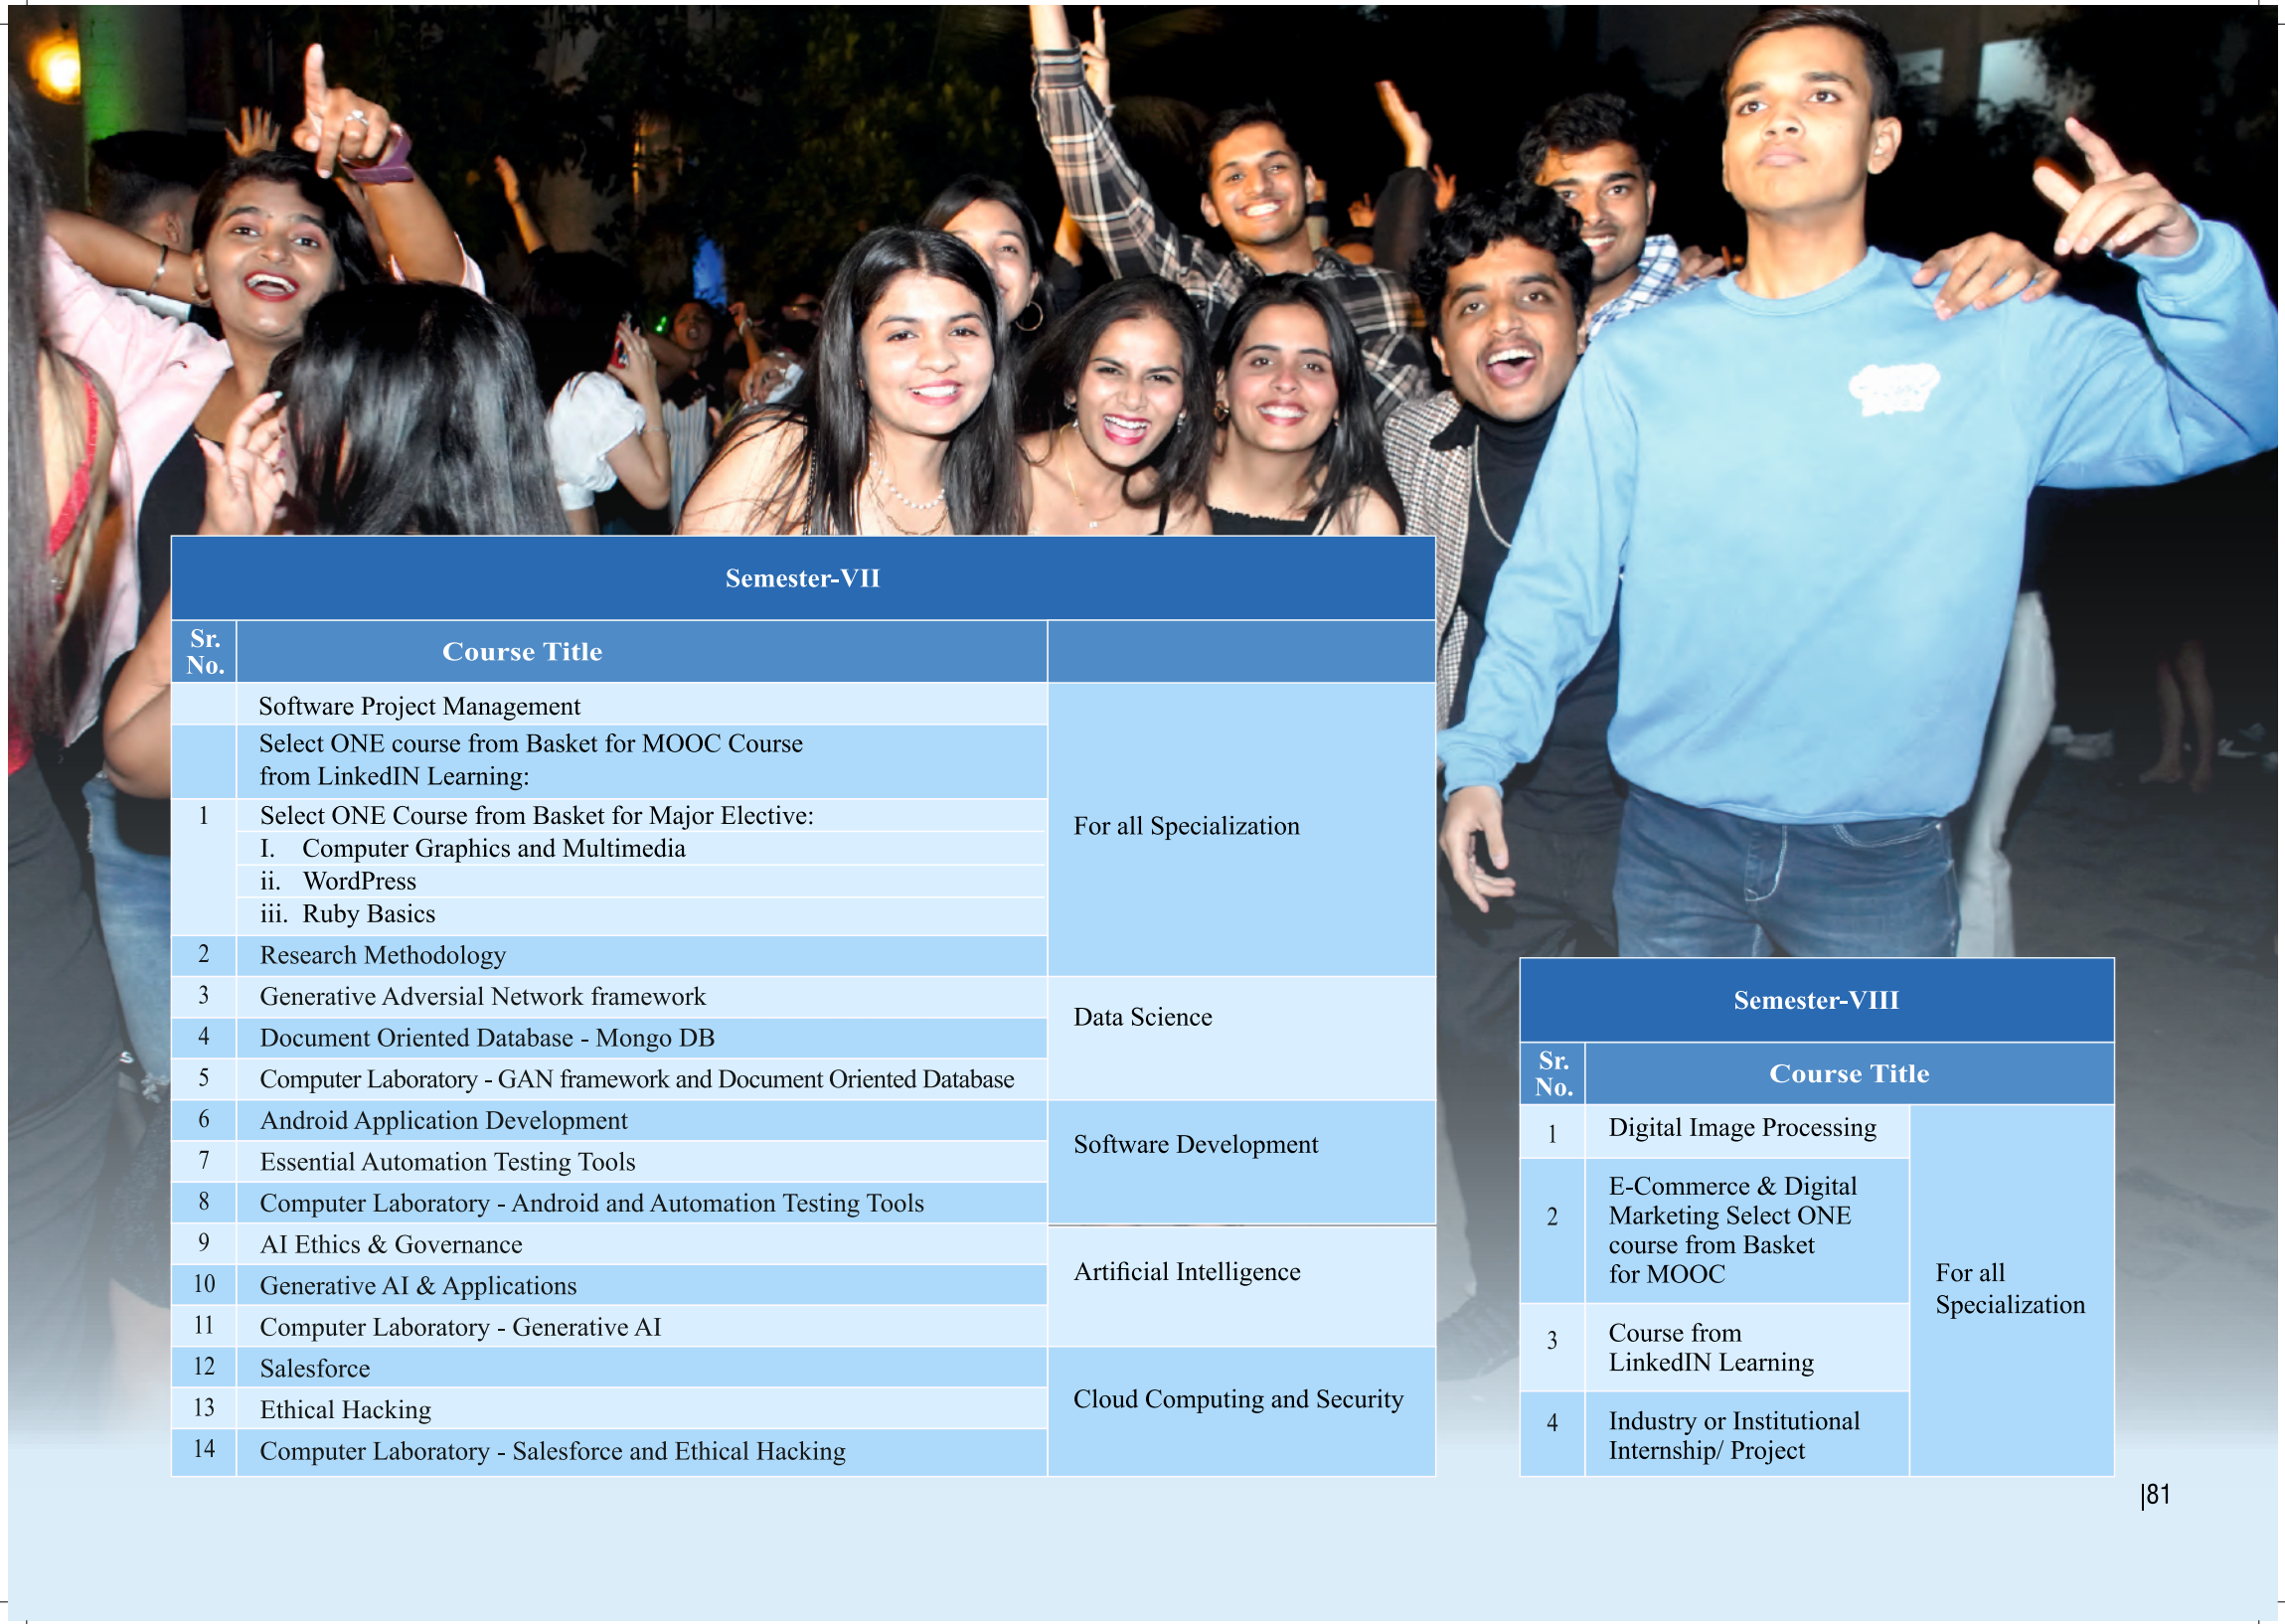 Semester-VII
Sr.
No.
Course Title
Software Project Management
Select ONE course from Basket for MOOC Course
from LinkedIN Learning:
1 Select ONE Course from Basket for Major Elective:
I. Computer Graphics and Multimedia
ii. WordPress
iii. Ruby Basics
For all Specialization
2 Research Methodology
3 Generative Adversial Network framework
Data Science
4 Document Oriented Database - Mongo DB
5 Computer Laboratory - GAN framework and Document Oriented Database
6 Android Application Development
Software Development
7 Essential Automation Testing Tools
8 Computer Laboratory - Android and Automation Testing Tools
9 AI Ethics & Governance
Artificial Intelligence
10 Generative AI & Applications
11 Computer Laboratory - Generative AI
12 Salesforce
Cloud Computing and Security
13 Ethical Hacking
14 Computer Laboratory - Salesforce and Ethical Hacking
Semester-VIII
Sr.
No.
Course Title
1 Digital Image Processing
2 E-Commerce & Digital
Marketing Select ONE
course from Basket
for MOOC
3 Course from
LinkedIN Learning
4 Industry or Institutional
Internship/ Project
For all
Specialization
|81